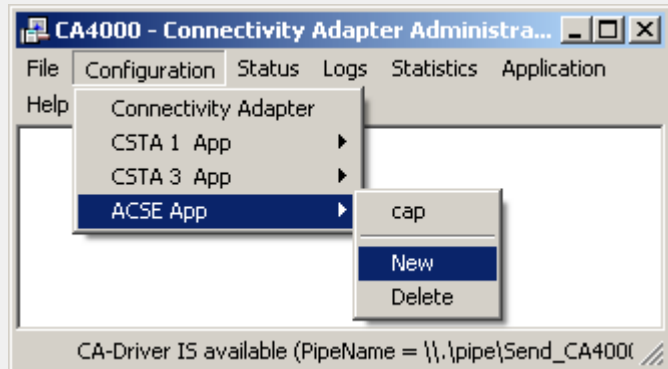 CA4000 - Connectivity Adapter Administra...
File Configuration Status Logs Statistics Application
Help
Connectivity Adapter
CSTA 1 App
CSTA 3 App
ACSE App
cap
New
Delete
CA-Driver IS available (PipeName = \\.\pipe\Send_CA400